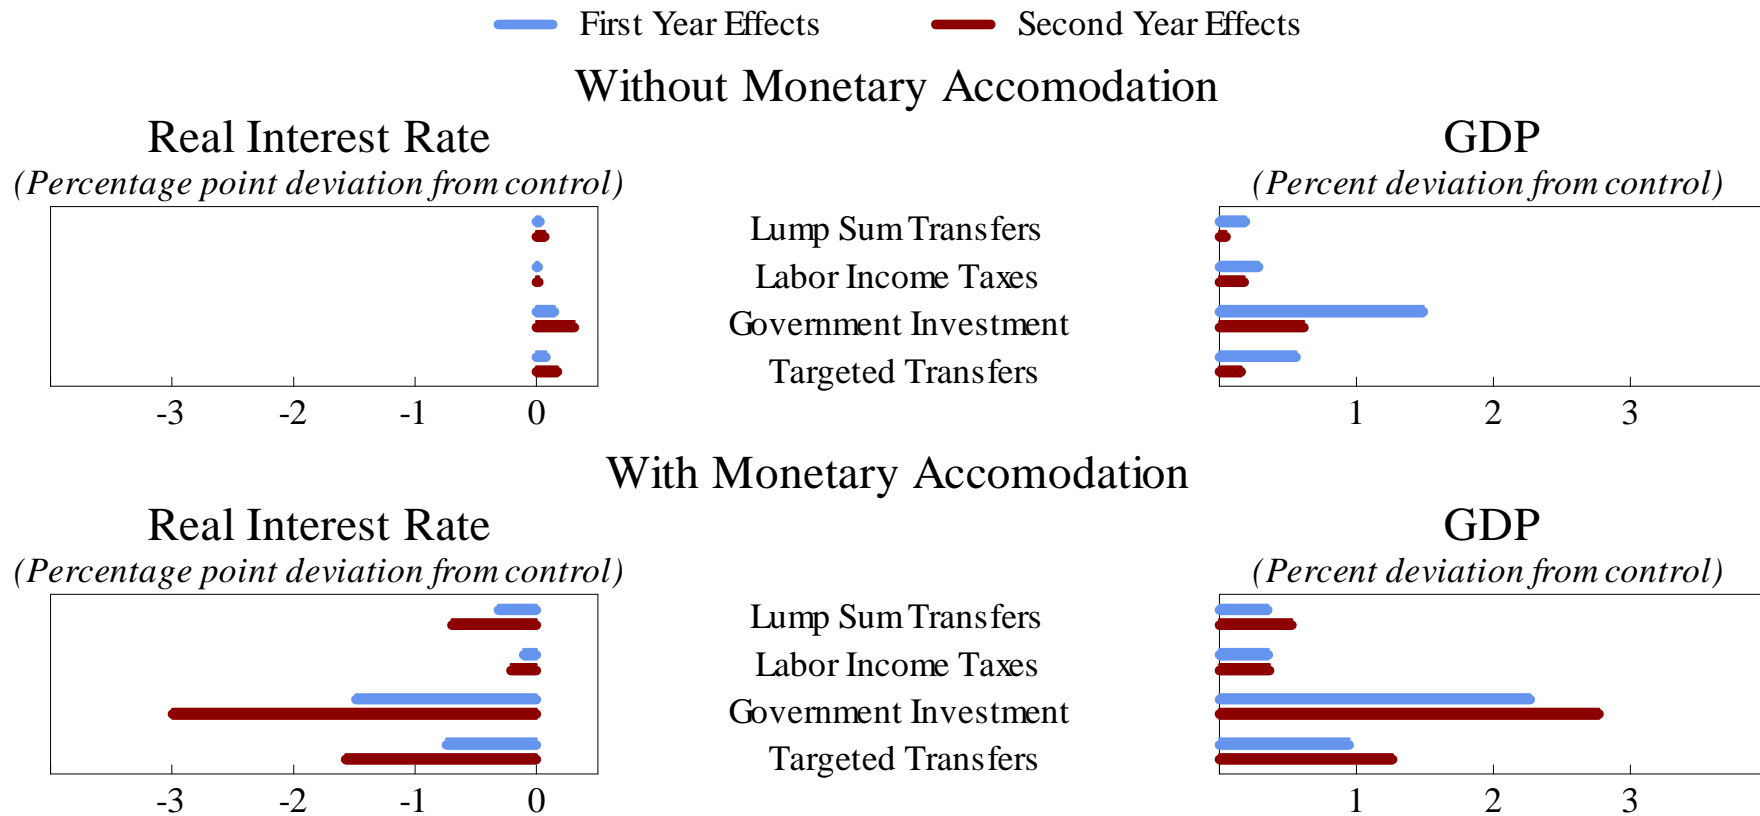 First Year Effects Second Year Effects
Without Monetary Accomodation
Real Interest Rate
(Percentage point deviation from control)
GDP
(Percent deviation from control)
Lump Sum Transfers
Labor Income Taxes
Government Investment
Targeted Transfers
-3 -2 -1 0
1 2 3
With Monetary Accomodation
Real Interest Rate
(Percentage point deviation from control)
GDP
(Percent deviation from control)
Lump Sum Transfers
Labor Income Taxes
Government Investment
Targeted Transfers
-3 -2 -1 0
1 2 3